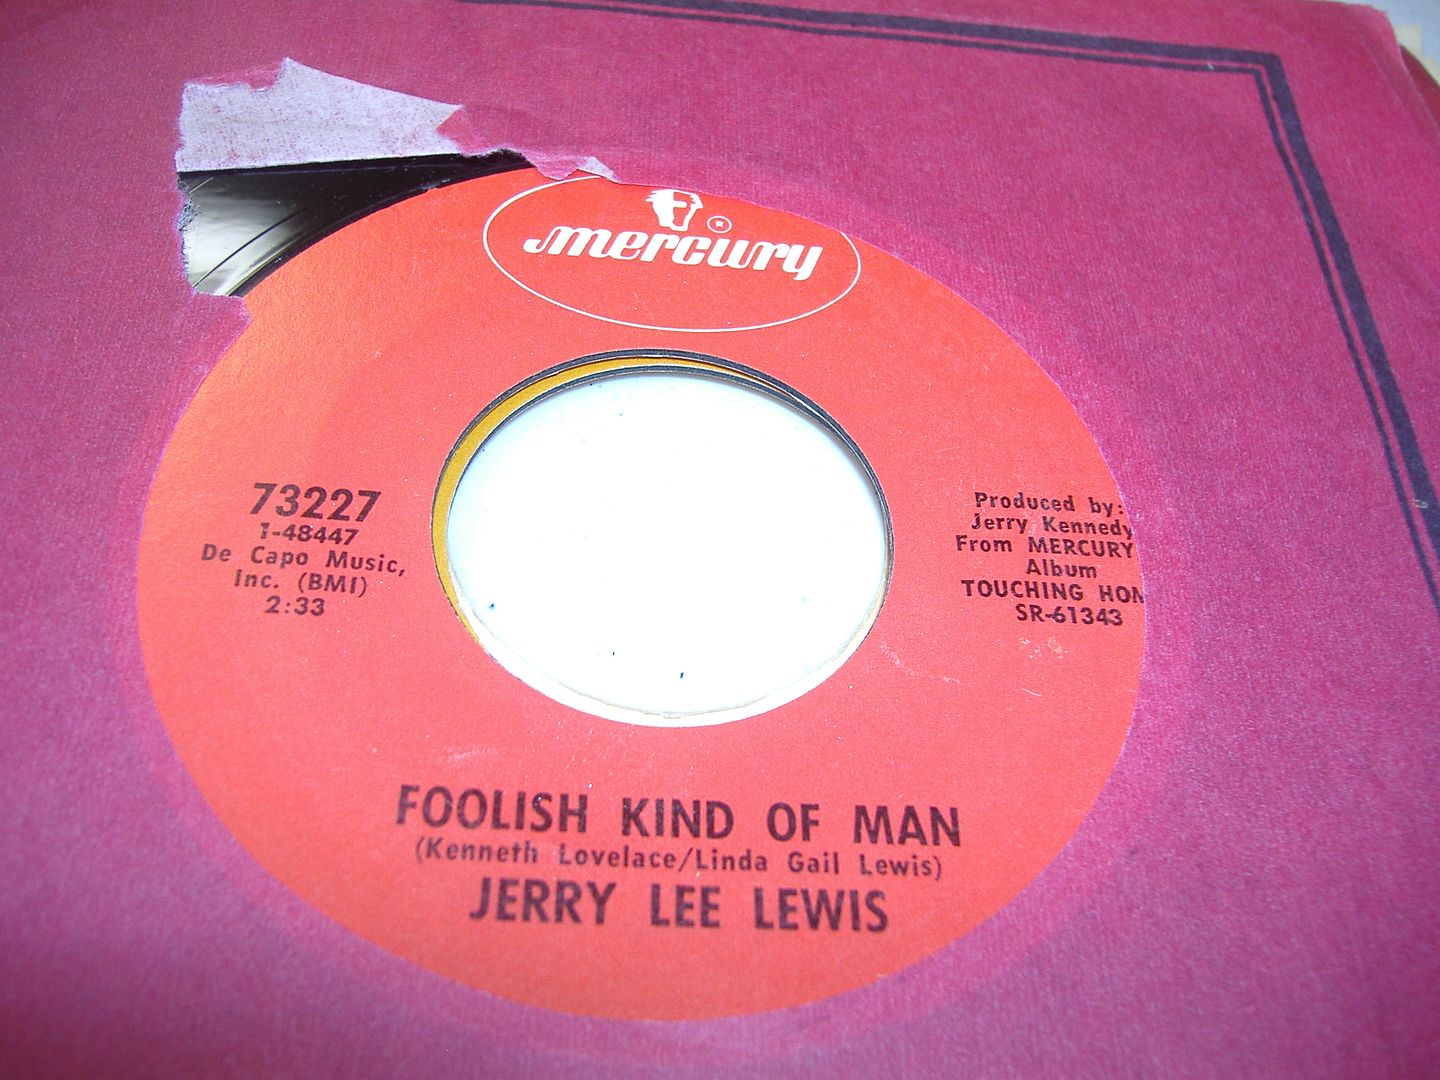 mercury
®
73227
1-48447
De Capo Music,
Inc. (BMI)
2:33
Produced by:
Jerry Kennedy
From MERCURY
Album
TOUCHING
SR-61343
FOOLISH KIND OF MAN
(Kenneth Lovelace/Linda Gail Lewis)
JERRY LEE LEWIS